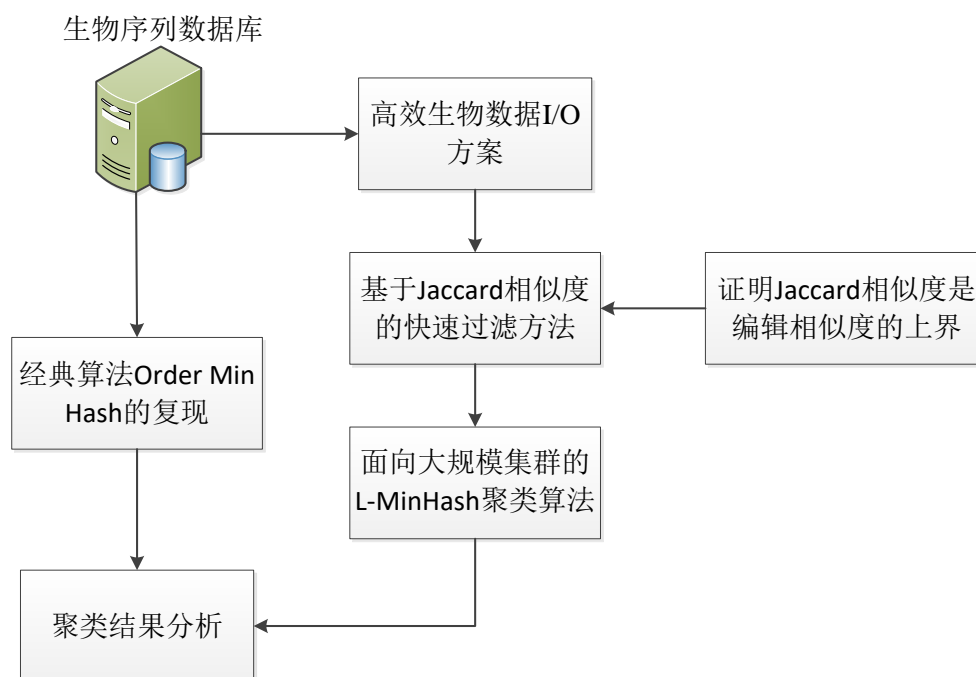 生物序列数据库
高效生物数据I/O
方案
基于Jaccard相似度
的快速过滤方法
证明Jaccard相似度是
编辑相似度的上界
经典算法Order Min
Hash的复现
面向大规模集群的
L-MinHash聚类算法
聚类结果分析